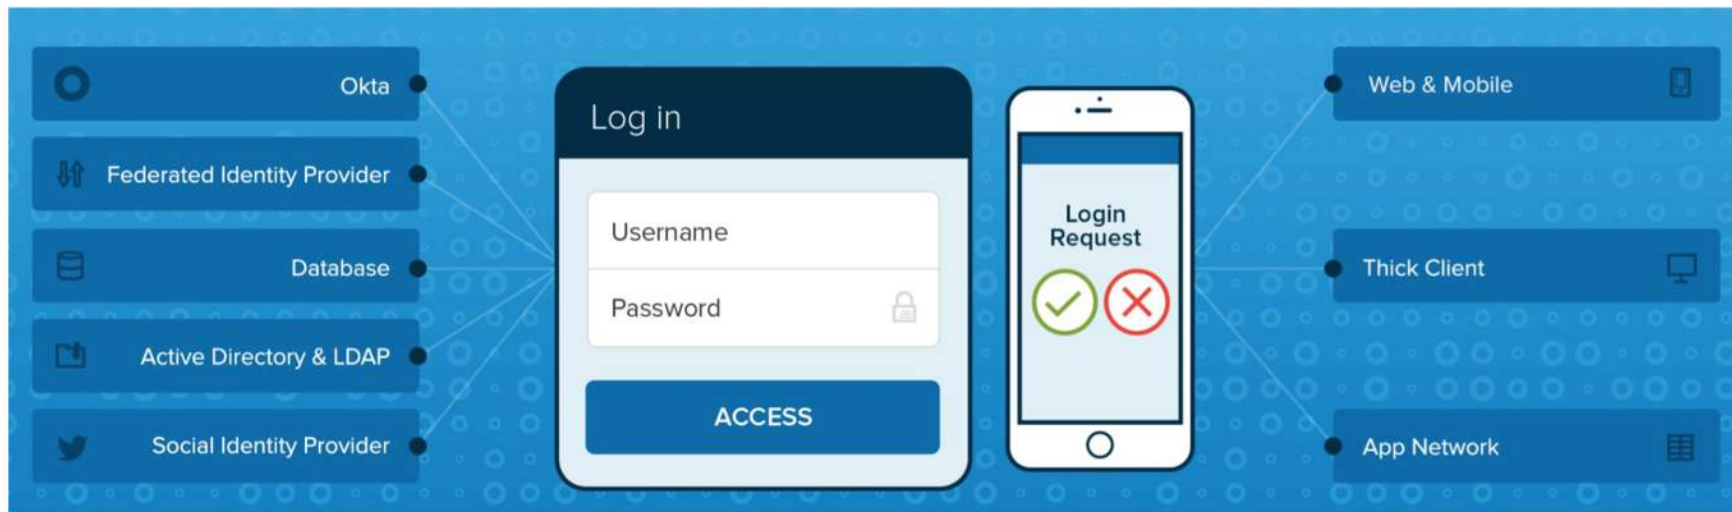 Okta
Federated Identity Provider
Database
Active Directory & LDAP
Social Identity Provider
Log in
Username
Password
ACCESS
Login
Request
Web & Mobile
Thick Client
App Network